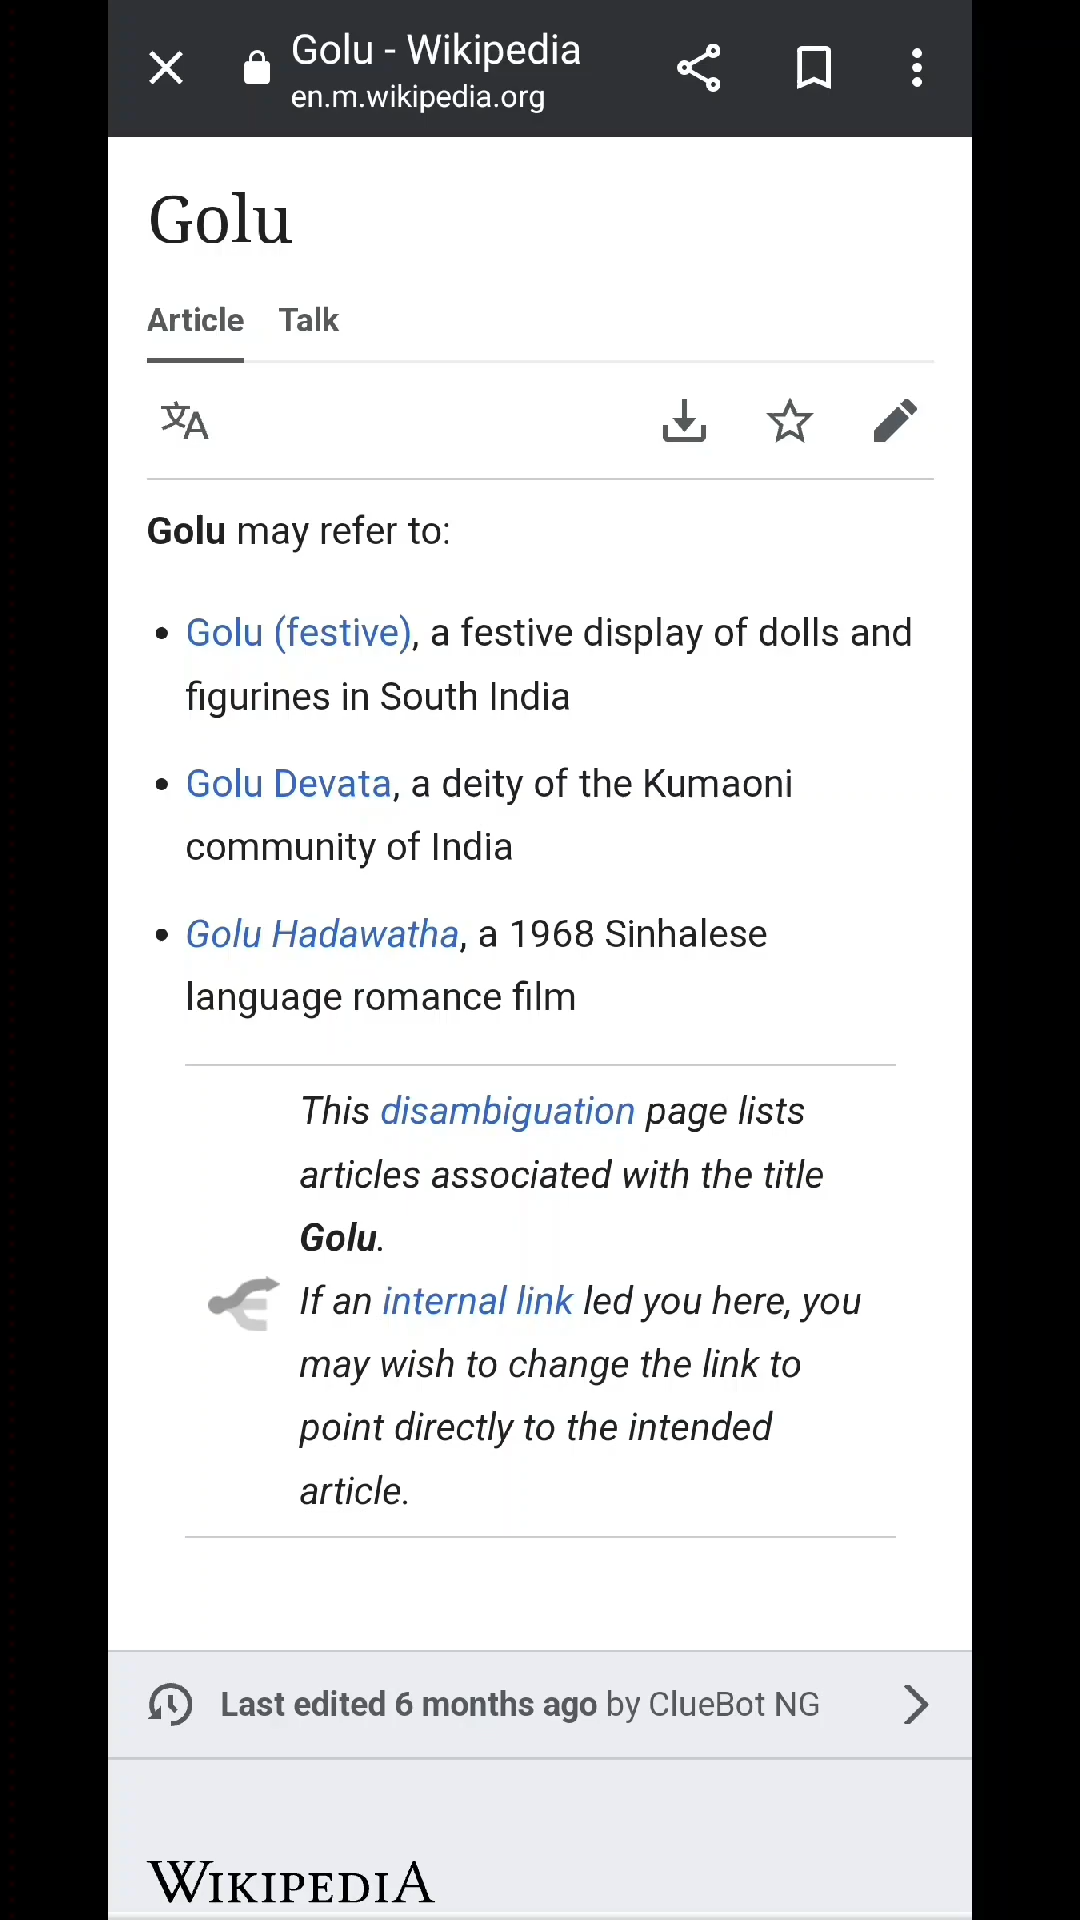 Golu - Wikipedia
en.m.wikipedia.org
Golu
Article Talk
Golu may refer to:
• Golu (festive), a festive display of dolls and
figurines in South India
• Golu Devata, a deity of the Kumaoni
community of India
• Golu Hadawatha, a 1968 Sinhalese
language romance film
This disambiguation page lists
articles associated with the title
Golu.
If an internal link led you here, you
may wish to change the link to
point directly to the intended
article.
Last edited 6 months ago by ClueBot NG
WIKIPEDIA